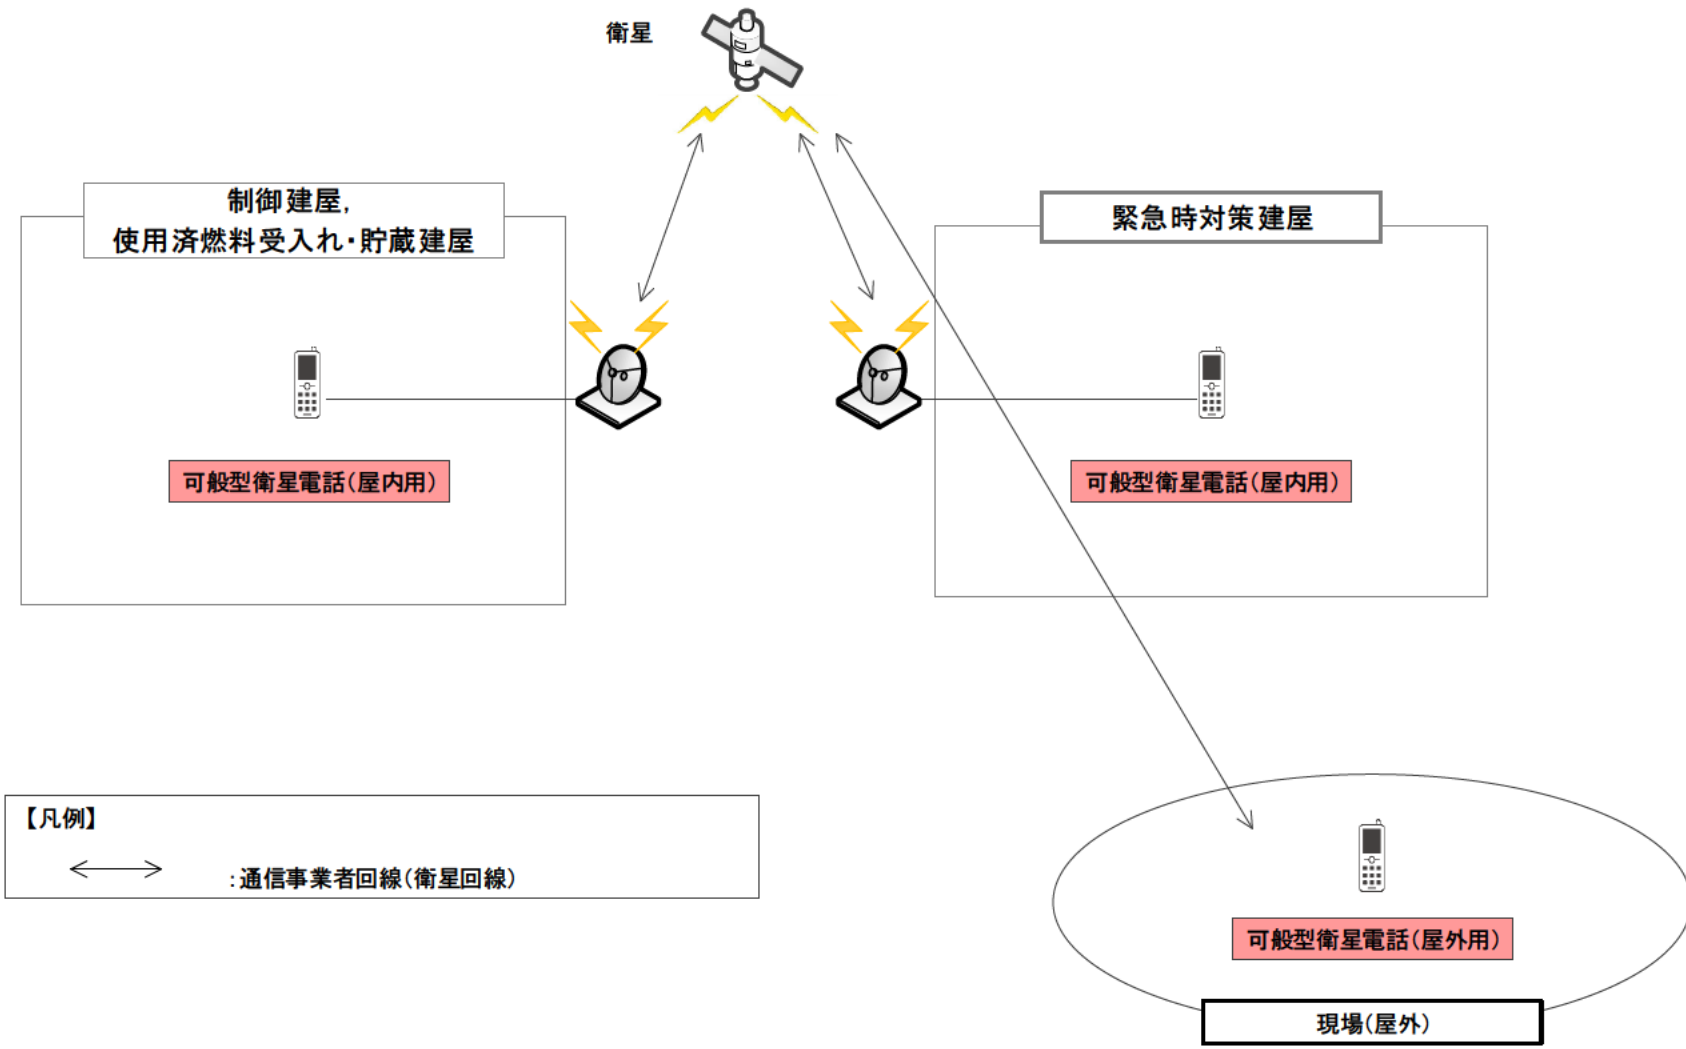 衛星
制御建屋,
使用済燃料受入れ・貯蔵建屋
緊急時対策建屋
可般型衛星電話(屋内用)
可般型衛星電話(屋内用)
【凡例】
:通信事業者回線(衛星回線)
可般型衛星電話(屋外用)
現場(屋外)